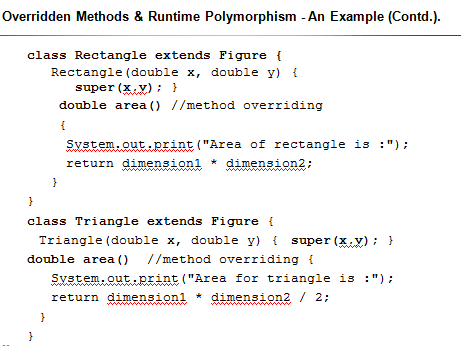 Overridden Methods & Runtime Polymorphism - An Example (Contd.).
class Rectangle extends Figure {
Rectangle(double x, double y) {
super(x,y); }
double area() //method overriding
{
System.out.print("Area of rectangle is :");
return dimension1 * dimension2;
}
}
class Triangle extends Figure {
Triangle(double x, double y) { super(x,y); }
double area() //method overriding {
System.out.print("Area for triangle is :");
return dimension1 * dimension2 / 2;
}
}